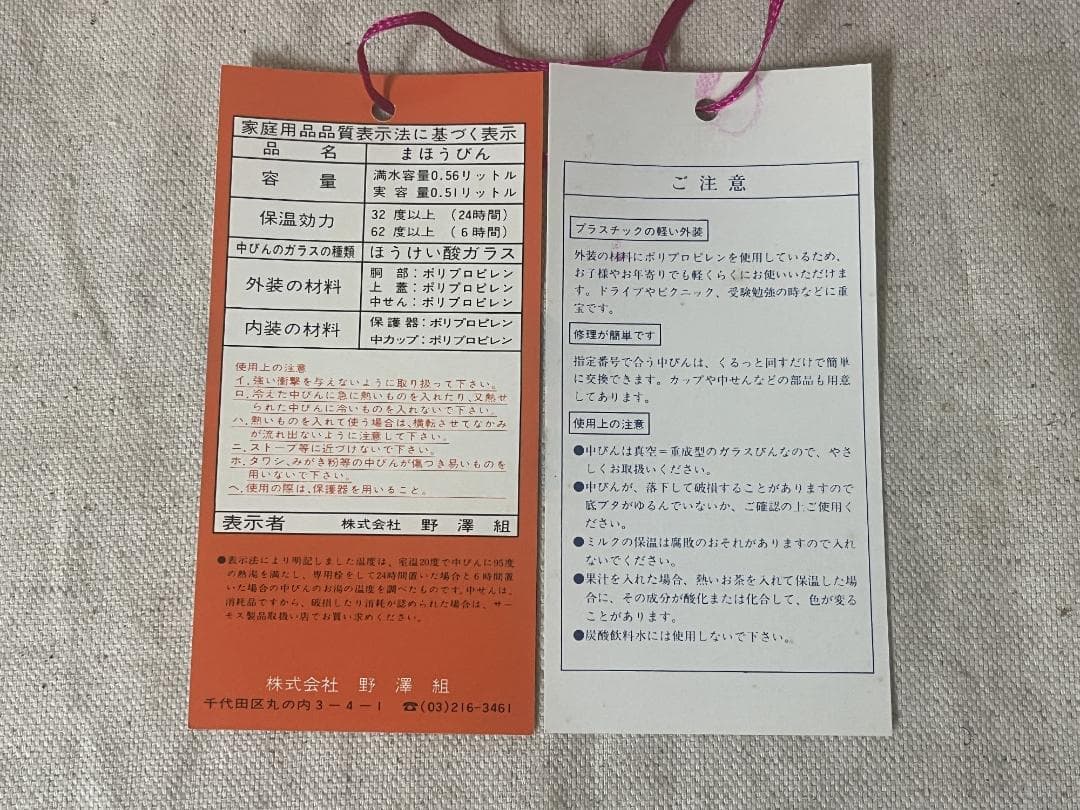 家庭用品品質表示法に基づく表示
品名 まほうびん
容量 満水容量0.56リットル
実容量0.51リットル
保温効力 32度以上（24時間）
62度以上（6時間）
中びんのガラスの種類 ほうけい酸ガラス
外装の材料 胴部：ポリプロピレン
上蓋：ポリプロピレン
中せん：ポリプロピレン
内装の材料 保護器：ポリプロピレン
中カップ：ポリプロピレン
使用上の注意
イ．強い衝撃を与えないように取り扱って下さい。
ロ．冷えた中びんに急に熱いものを入れたり、又熱せ
られた中びんに冷いものを入れないで下さい。
ハ．熱いものを入れて使う場合は、横転させてなかみ
が流れ出ないように注意して下さい。
ニ．ストーブ等に近づけないで下さい。
ホ．タワシ、みがき粉等の中びんが傷つき易いものを
用いないで下さい。
ヘ．使用の際は、保護器を用いること。
表示者 株式会社 野澤組
●表示法により明記しました温度は、室温20度で中びんに95度
の熱湯を満たし、専用栓をして24時間置いた場合と6時間置
いた場合の中びんのお湯の温度を調べたものです。中せんは、
消耗品ですから、破損したり消耗が認められた場合は、サー
モス製品取扱い店でお買い求めください。
株式会社 野澤組
千代田区丸の内3-4-1 ☎(03)216-3461
ご注意
プラスチックの軽い外装
外装の材料にポリプロピレンを使用しているため、
お子様やお年寄りでも軽くらくにお使いいただけま
す。ドライブやピクニック、受験勉強の時などに重
宝です。
修理が簡単です
指定番号で合う中びんは、くるっと回すだけで簡単
に交換できます。カップや中せんなどの部品も用意
してあります。
使用上の注意
●中びんは真空＝重成型のガラスびんなので、やさ
しくお取扱いください。
●中びんが、落下して破損することがありますので
底ブタがゆるんでいないか、ご確認の上ご使用く
ださい。
●ミルクの保温は腐敗のおそれがありますので入れ
ないでください。
●果汁を入れた場合、熱いお茶を入れて保温した場
合に、その成分が酸化または化合して、色が変る
ことがあります。
●炭酸飲料水には使用しないで下さい。